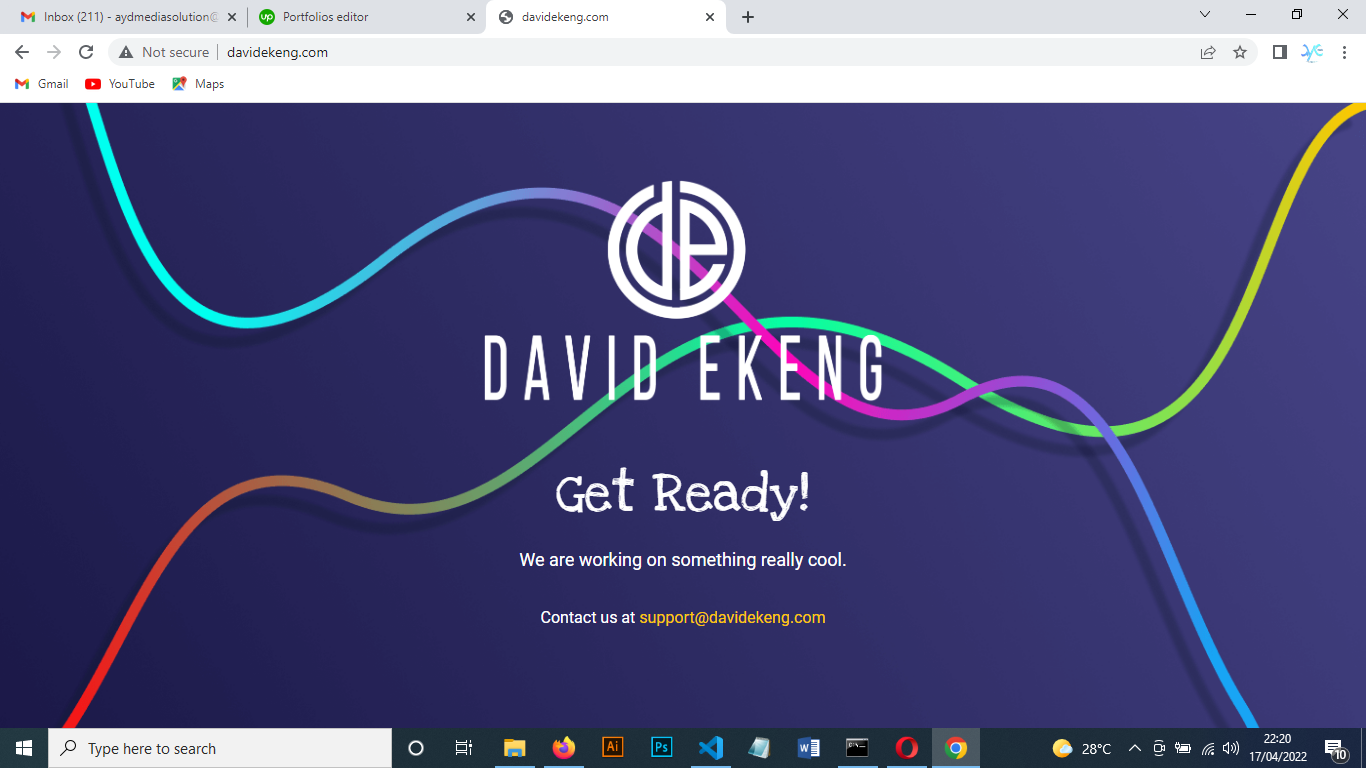 Inbox (211) - aydmediasolution@
Portfolios editor
davidekeng.com
Not secure
davidekeng.com
Gmail
YouTube
Maps
de
DAVID EKENG
Get Ready!
We are working on something really cool.
Contact us at support@davidekeng.com
Type here to search
Ai
Ps
28°C
22:20
17/04/2022
10